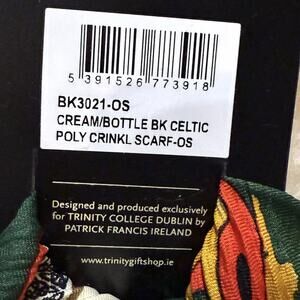 5 391526 773918
BK3021-OS
CREAM/BOTTLE BK CELTIC
POLY CRINKL SCARF-OS
Designed and produced exclusively
for TRINITY COLLEGE DUBLIN by
PATRICK FRANCIS IRELAND
www.trinitygiftshop.ie